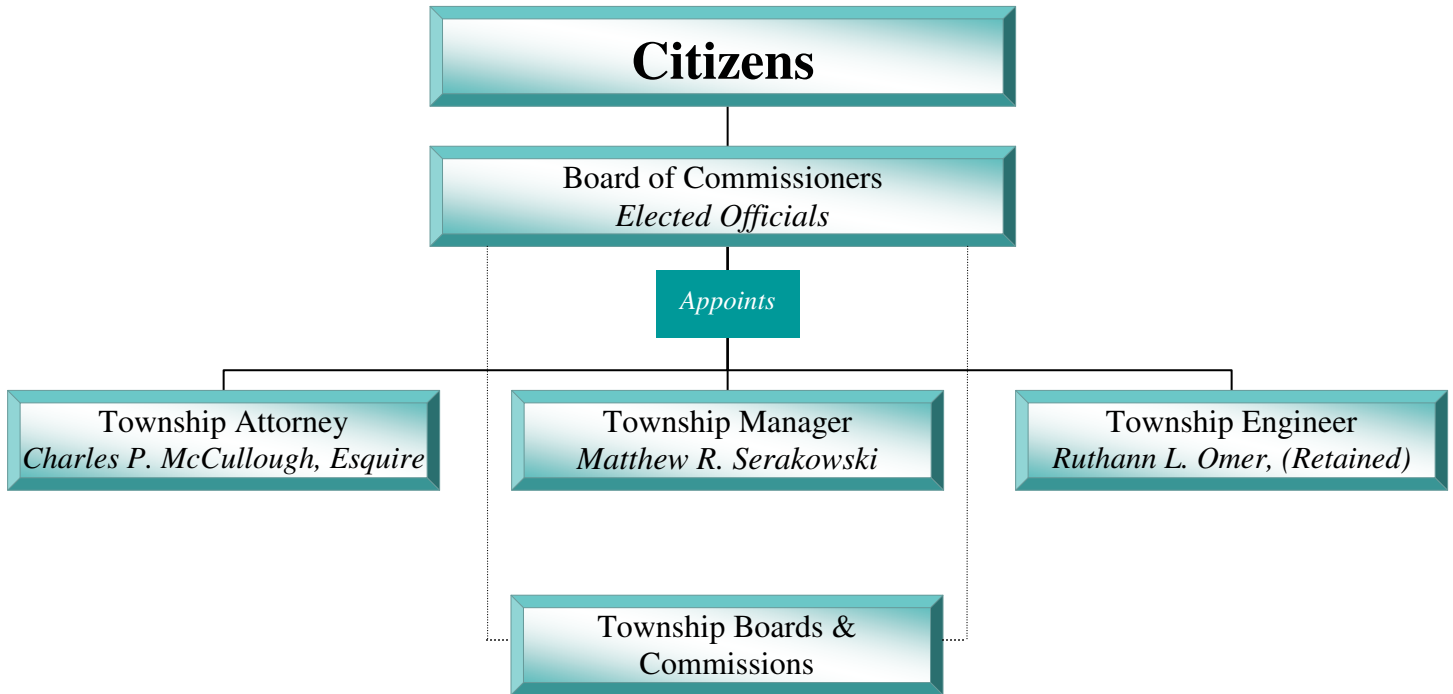 Citizens
Board of Commissioners
Elected Officials
Appoints
Township Attorney
Charles P. McCullough, Esquire
Township Manager
Matthew R. Serakowski
Township Engineer
Ruthann L. Omer, (Retained)
Township Boards &
Commissions